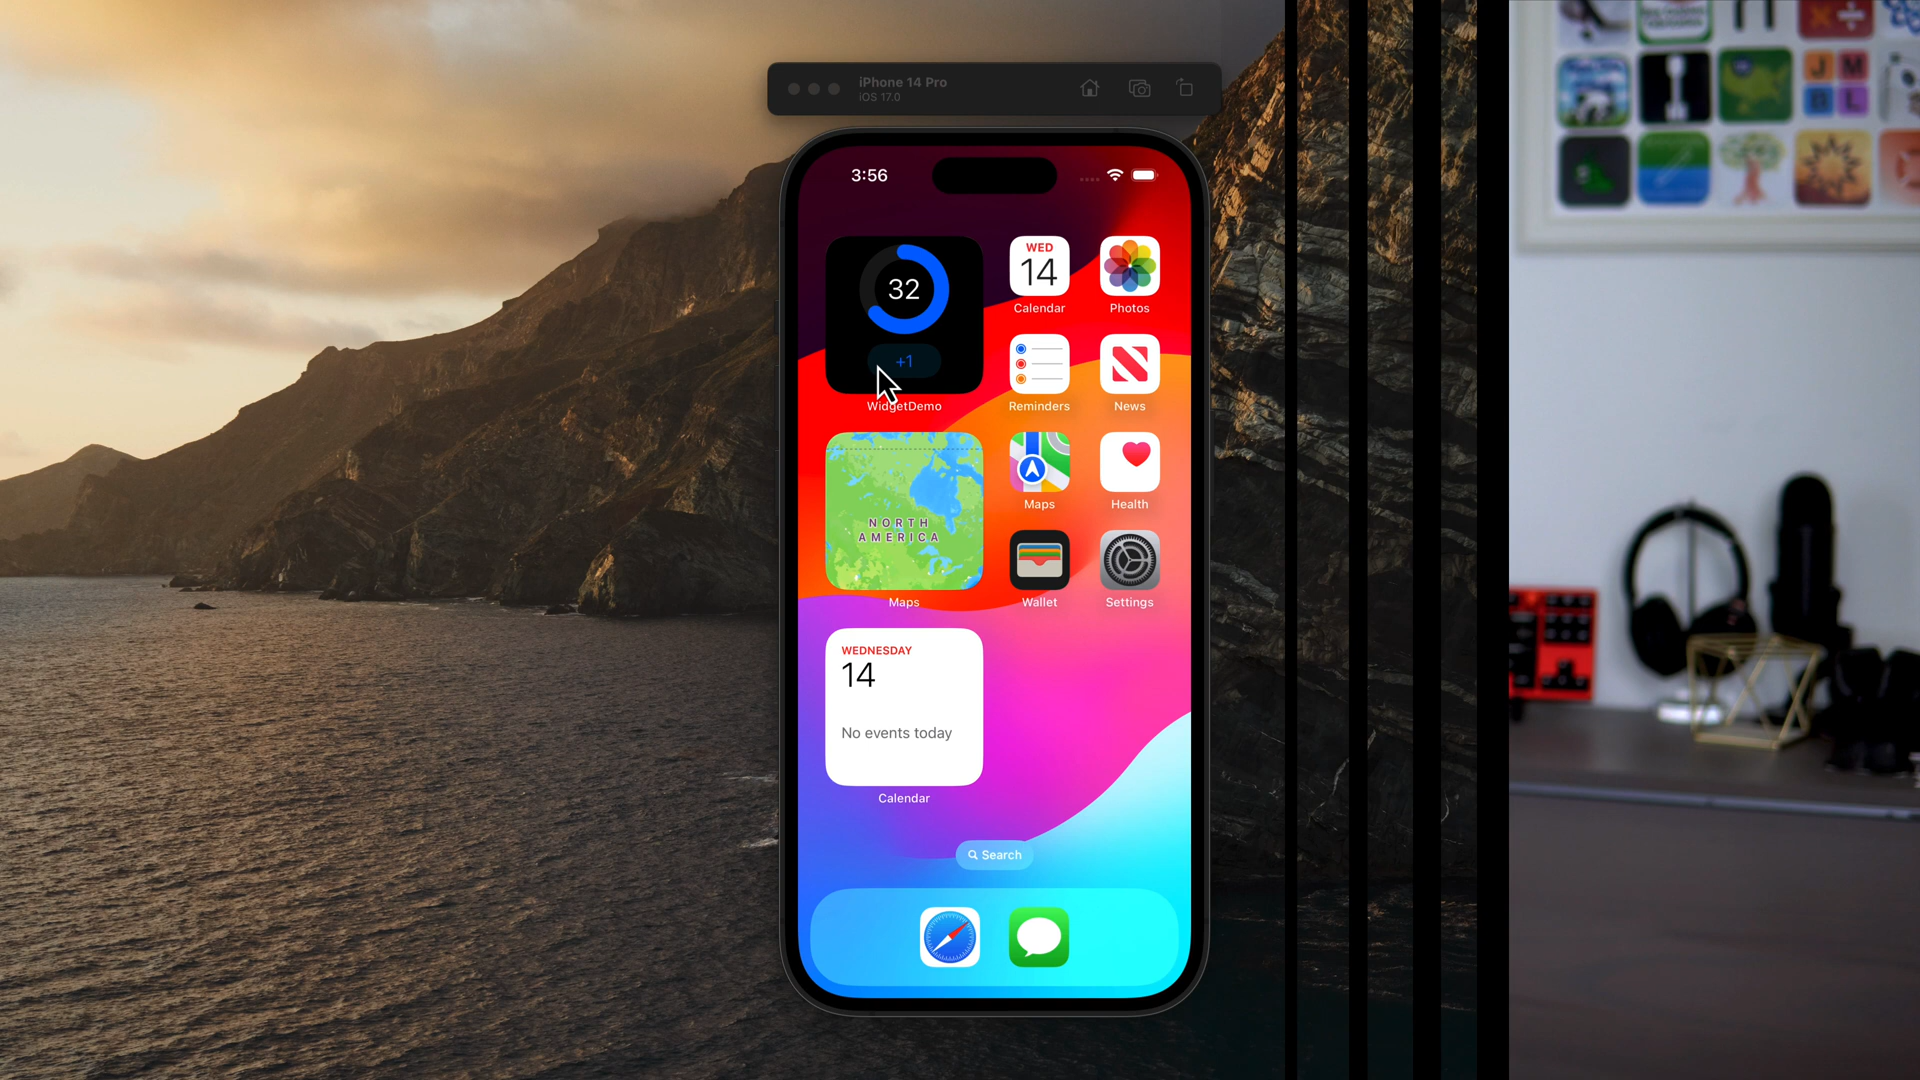 iPhone 14 Pro
iOS 17.0
3:56
32
+1
WidgetDemo
WED
14
Calendar
Photos
Reminders
News
NORTH
AMERICA
Maps
Maps
Health
Wallet
Settings
WEDNESDAY
14
No events today
Calendar
Search
J M
B L